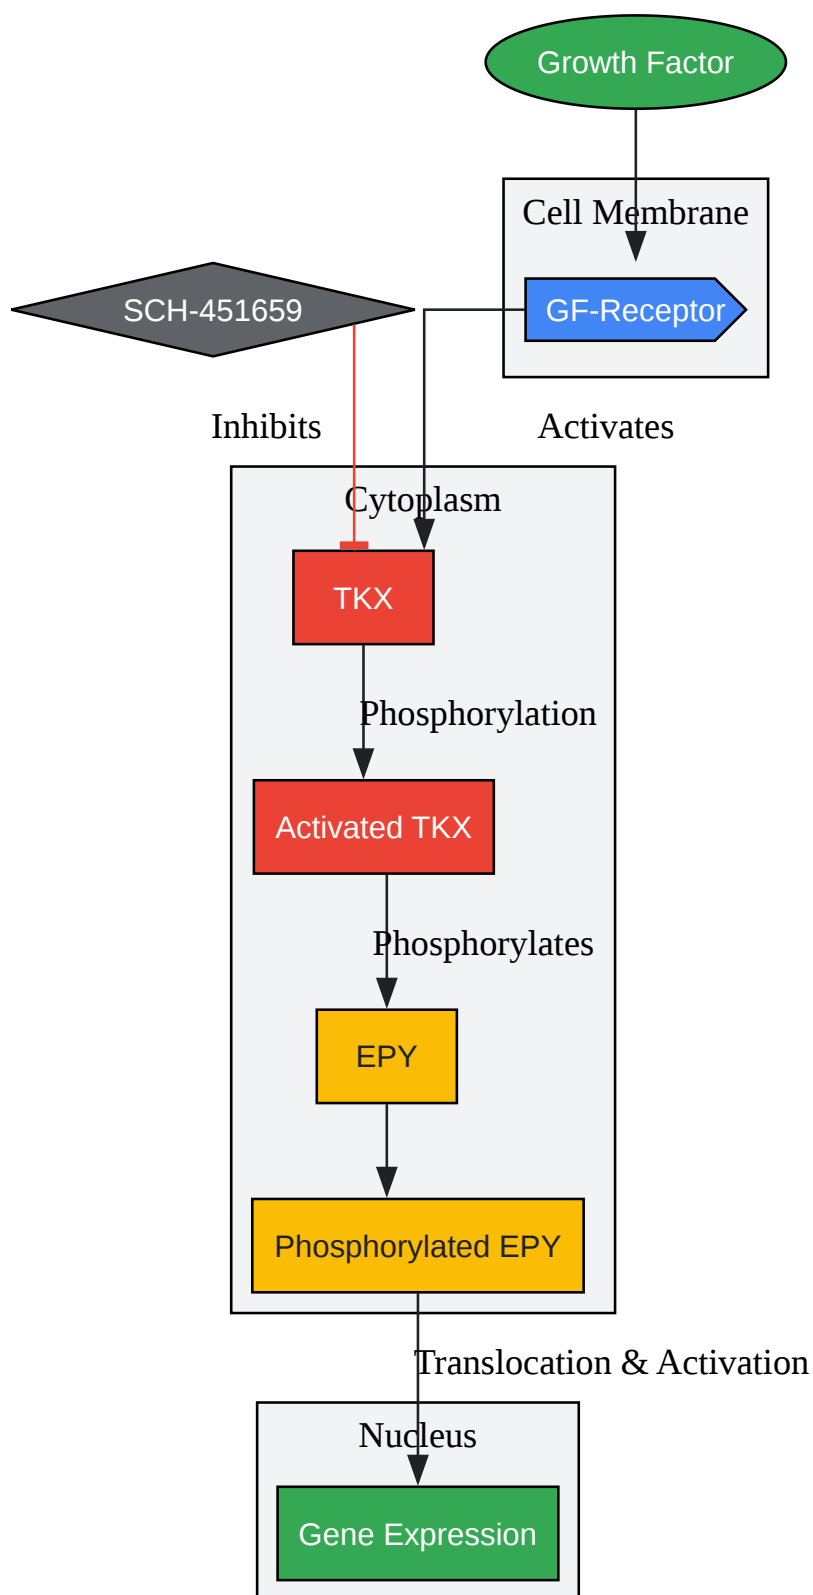 Growth Factor
Cell Membrane
SCH-451659
GF-Receptor
Inhibits
Activates
Cytoplasm
TKX
Phosphorylation
Activated TKX
Phosphorylates
EPY
Phosphorylated EPY
Translocation & Activation
Nucleus
Gene Expression